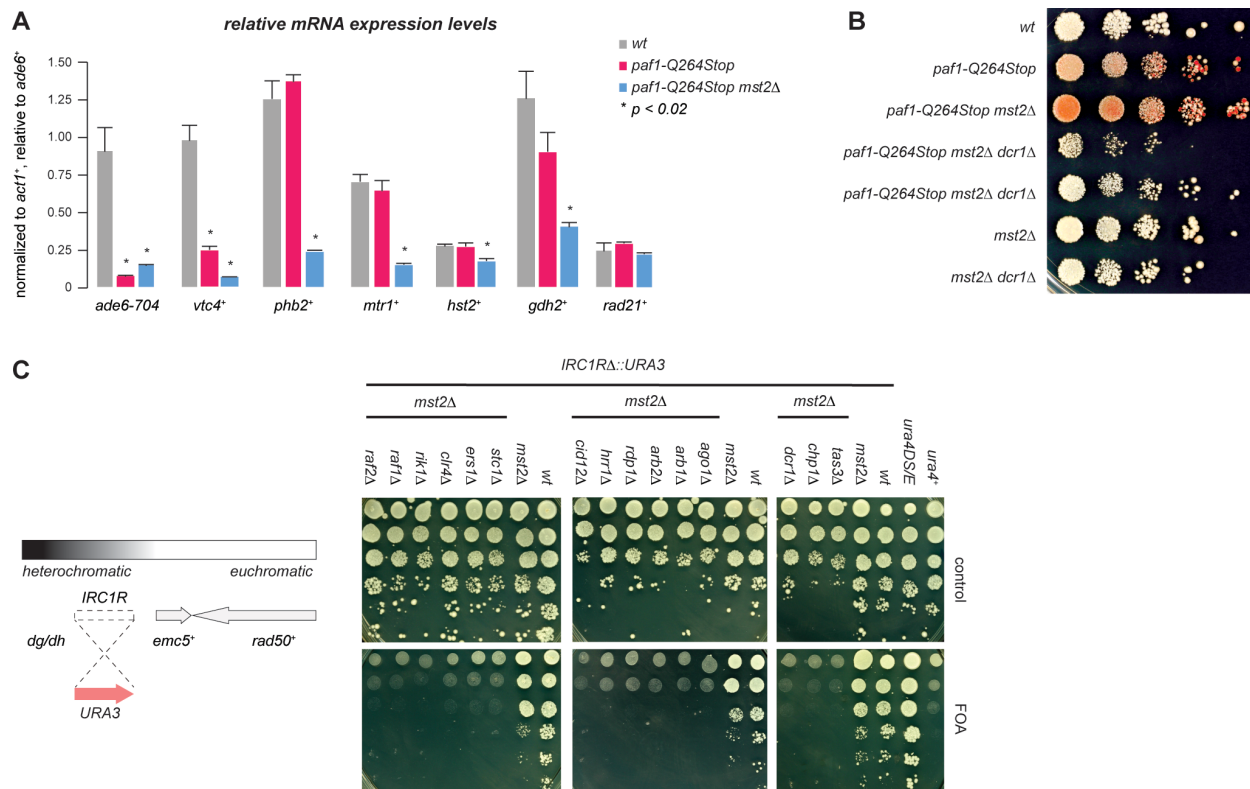 A
relative mRNA expression levels
normalized to act1⁺, relative to ade6⁺
1.50
1.25
1.00
0.75
0.50
0.25
0
* * * * * * * *
ade6-704 vtc4⁺ phb2⁺ mtr1⁺ hst2⁺ gdh2⁺ rad21⁺
wt
paf1-Q264Stop
paf1-Q264Stop mst2Δ
* p < 0.02
B
wt
paf1-Q264Stop
paf1-Q264Stop mst2Δ
paf1-Q264Stop mst2Δ dcr1Δ
paf1-Q264Stop mst2Δ dcr1Δ
mst2Δ
mst2Δ dcr1Δ
C
IRC1RΔ::URA3
mst2Δ mst2Δ mst2Δ
raf2Δ raf1Δ rik1Δ clr4Δ ers1Δ stc1Δ mst2Δ wt cid12Δ hrr1Δ rdp1Δ arb2Δ arb1Δ ago1Δ mst2Δ wt dcr1Δ chp1Δ tas3Δ mst2Δ wt ura4DS/E ura4⁺
control
FOA
heterochromatic euchromatic
IRC1R
dg/dh emc5⁺ rad50⁺
URA3